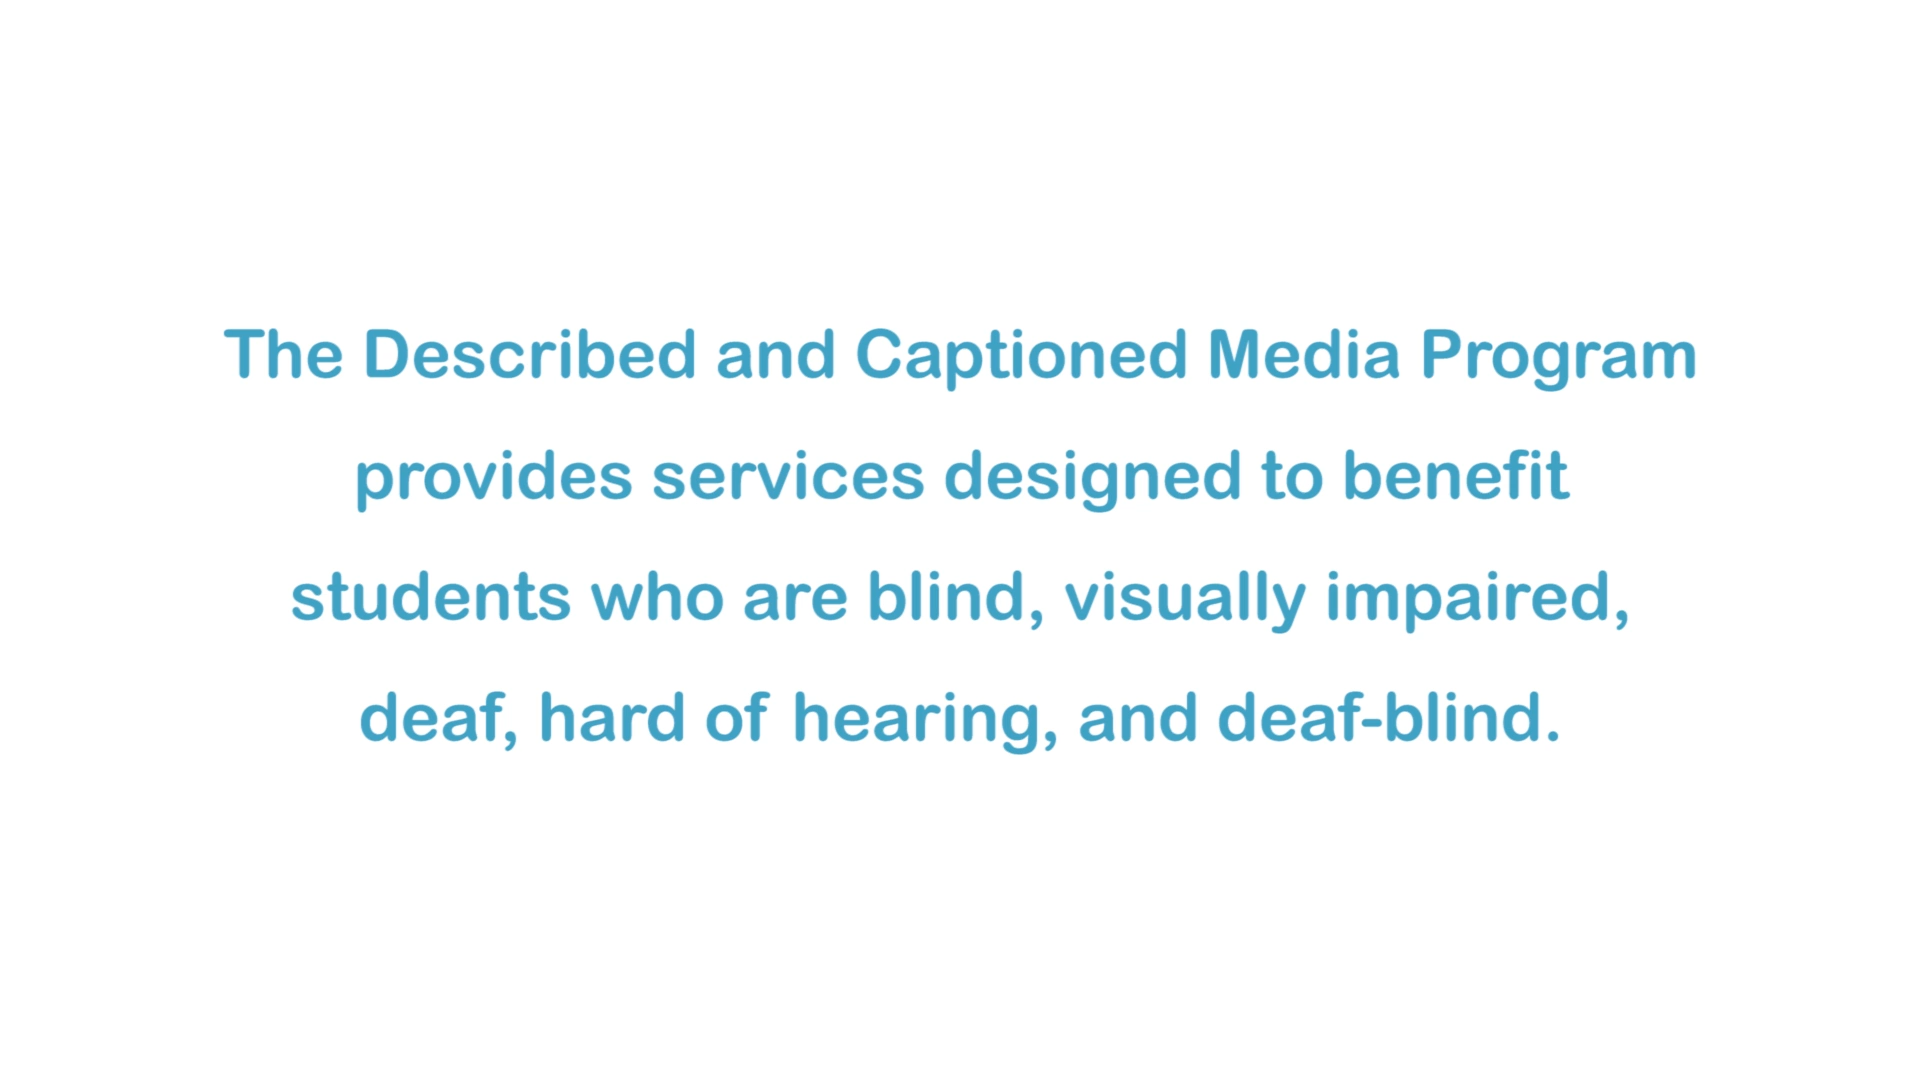 The Described and Captioned Media Program
provides services designed to benefit
students who are blind, visually impaired,
deaf, hard of hearing, and deaf-blind.